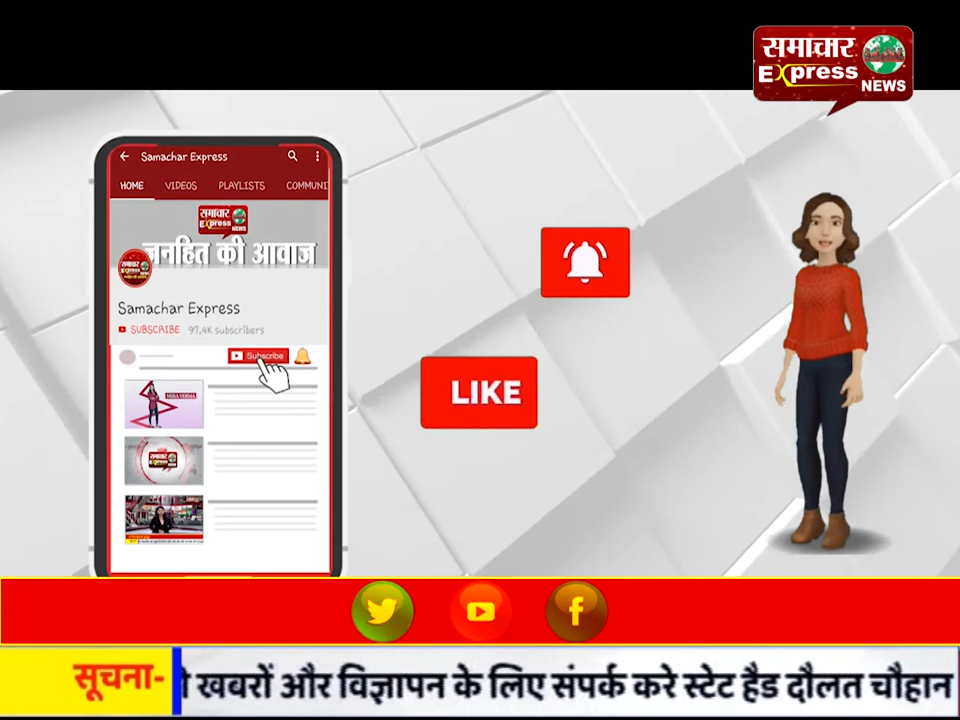 समाचार
Express
NEWS
Samachar Express
HOME VIDEOS PLAYLISTS COMMUNI
समाचार
Express
NEWS
जनहित की आवाज
Samachar Express
SUBSCRIBE 97.4K subscribers
Subscribe
LIKE
सूचना- खबरों और विज्ञापन के लिए संपर्क करे स्टेट हैड दौलत चौहान